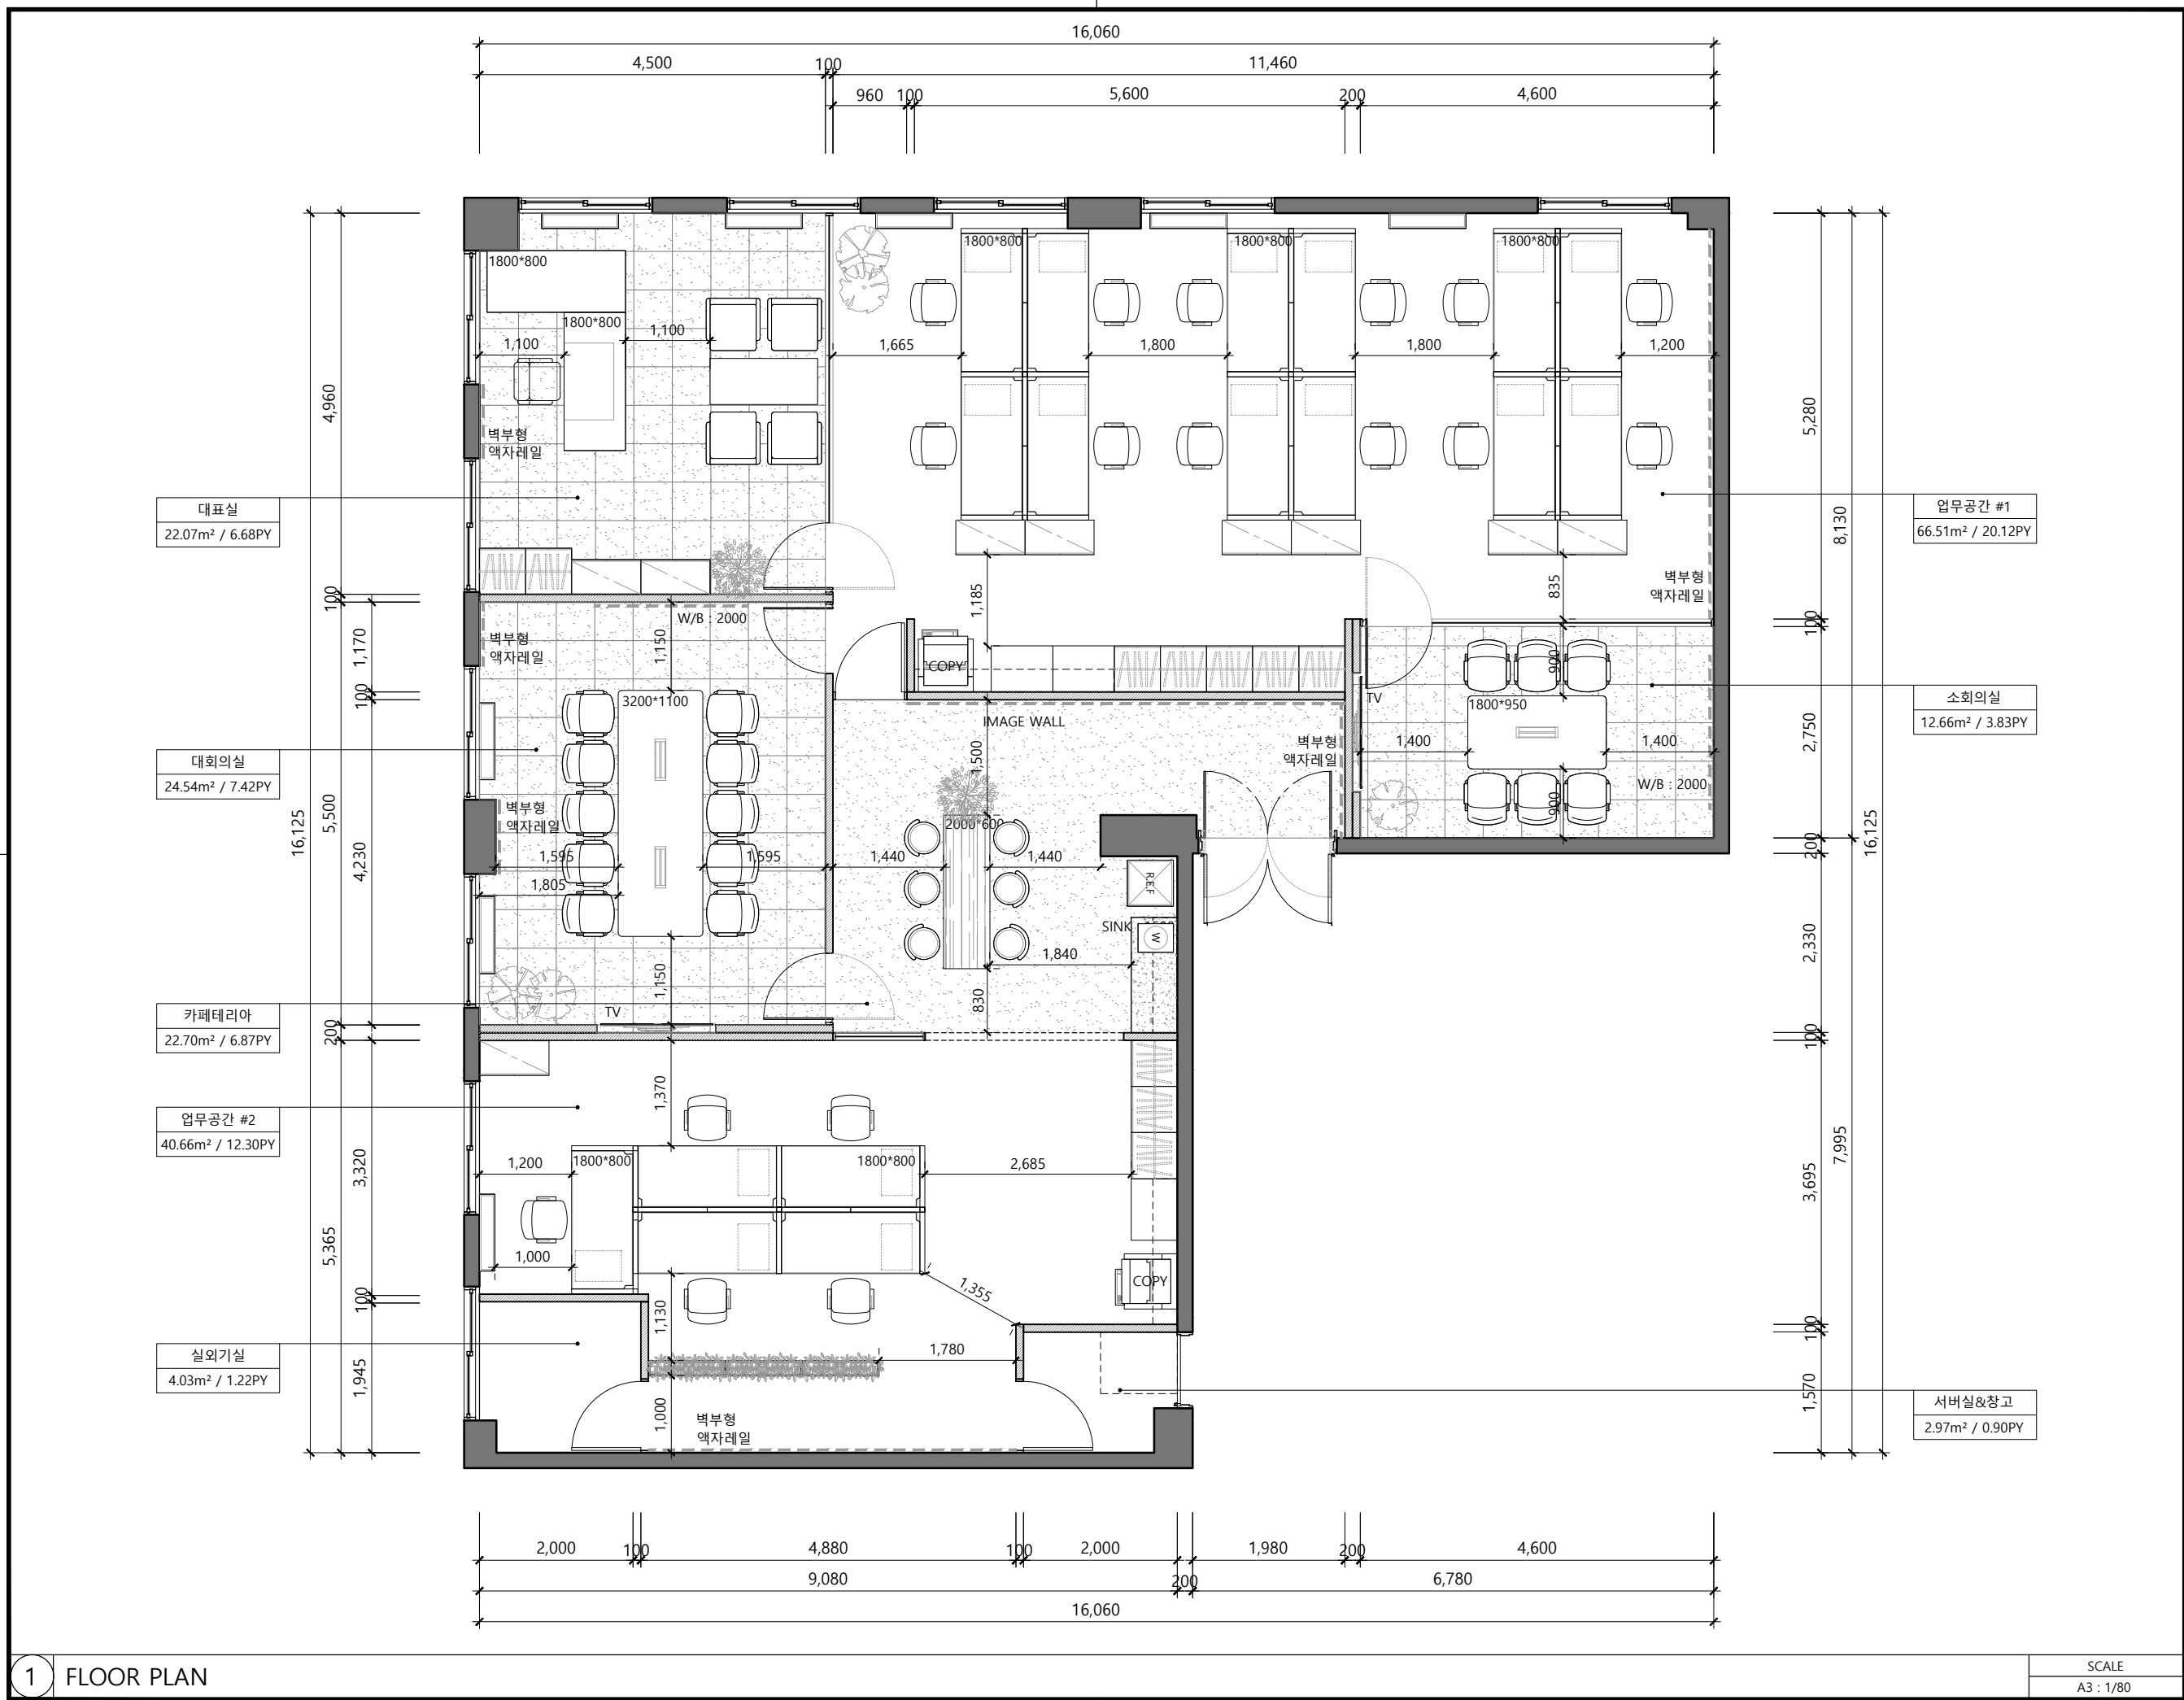 16,060
4,500
100
11,460
960
100
5,600
200
4,600
1800*800
1800*800
1800*800
1800*800
1800*800
1,100
1,100
1,665
1,800
1,800
1,200
벽부형
액자레일
4,960
5,280
8,130
대표실
22.07m² / 6.68PY
업무공간 #1
66.51m² / 20.12PY
벽부형
액자레일
1,185
835
100
100
W/B : 2000
벽부형
액자레일
1,150
1,170
100
COPY
TV
900
1800*950
소회의실
12.66m² / 3.83PY
3200*1100
IMAGE WALL
벽부형
액자레일
1,500
1,400
1,400
2,750
W/B : 2000
900
대회의실
24.54m² / 7.42PY
벽부형
액자레일
16,125
5,500
4,230
2000*600
1,595
1,595
1,440
1,440
1,805
REF
SINK
W
1,840
200
16,125
2,330
1,150
830
TV
카페테리아
22.70m² / 6.87PY
200
100
1,370
업무공간 #2
40.66m² / 12.30PY
1,200
1800*800
1800*800
2,685
3,320
3,695
7,995
5,365
1,000
COPY
1,355
100
1,130
100
1,780
실외기실
4.03m² / 1.22PY
1,945
1,000
벽부형
액자레일
1,570
서버실&창고
2.97m² / 0.90PY
2,000
100
4,880
100
2,000
1,980
200
4,600
9,080
200
6,780
16,060
1
FLOOR PLAN
SCALE
A3 : 1/80